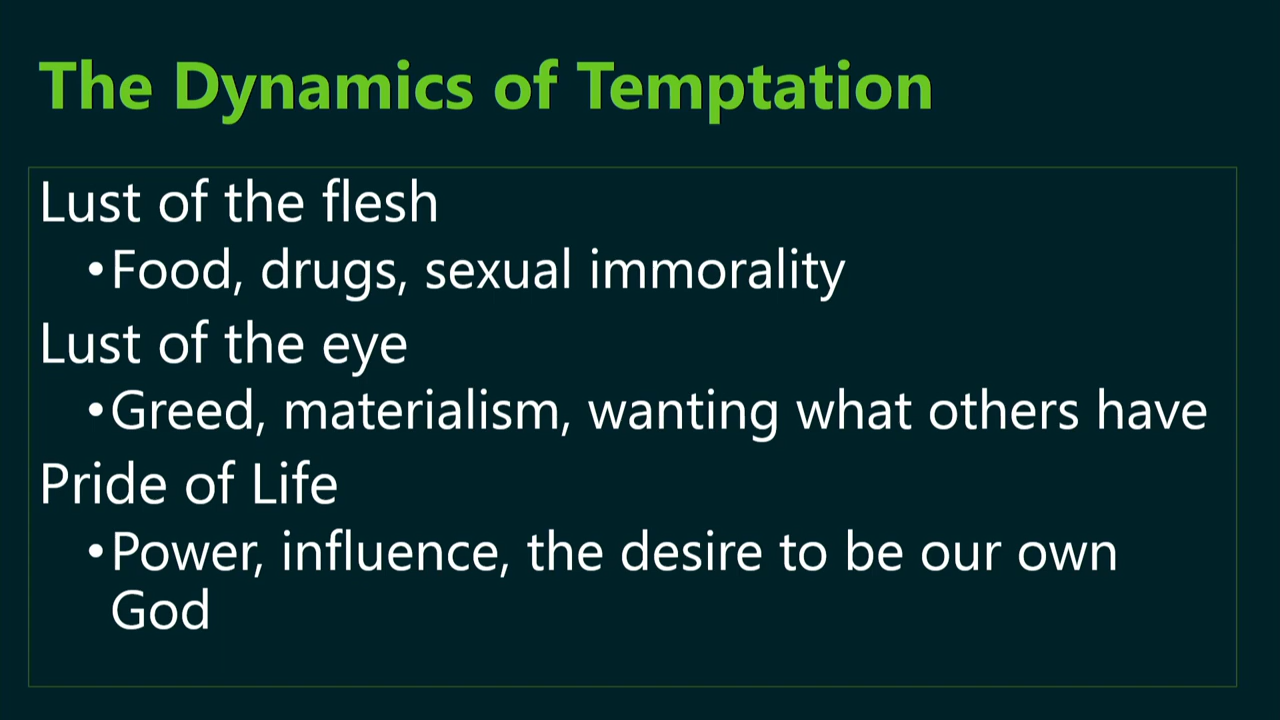 The Dynamics of Temptation
Lust of the flesh
•Food, drugs, sexual immorality
Lust of the eye
•Greed, materialism, wanting what others have
Pride of Life
•Power, influence, the desire to be our own
God